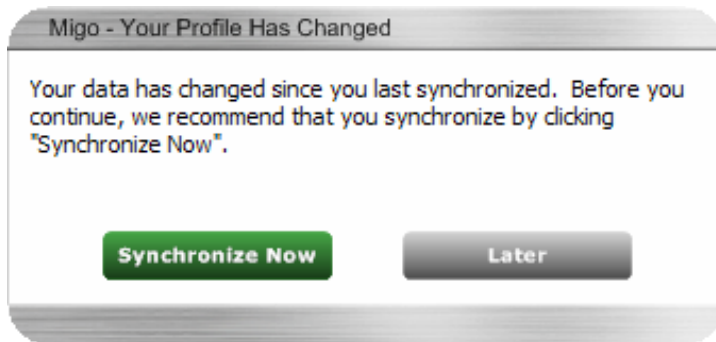 Migo - Your Profile Has Changed
Your data has changed since you last synchronized. Before you
continue, we recommend that you synchronize by clicking
"Synchronize Now".
Synchronize Now
Later